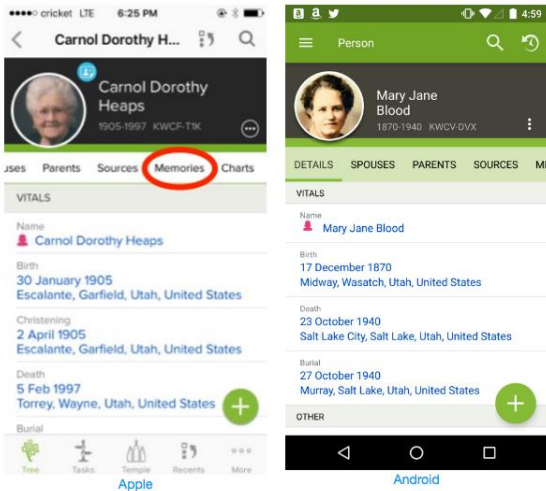 cricket LTE 6:25 PM
Carnol Dorothy H...
Carnol Dorothy
Heaps
1905-1997 KWCF-T1K
uses Parents Sources Memories Charts
VITALS
Name
Carnol Dorothy Heaps
Birth
30 January 1905
Escalante, Garfield, Utah, United States
Christening
2 April 1905
Escalante, Garfield, Utah, United States
Death
5 Feb 1997
Torrey, Wayne, Utah, United States
Burial
Tree Tasks Temple Recents More
Apple
4:59
Person
Mary Jane
Blood
1870-1940 KWCV-DVX
DETAILS SPOUSES PARENTS SOURCES ME
VITALS
Name
Mary Jane Blood
Birth
17 December 1870
Midway, Wasatch, Utah, United States
Death
23 October 1940
Salt Lake City, Salt Lake, Utah, United States
Burial
27 October 1940
Murray, Salt Lake, Utah, United States
OTHER
Android